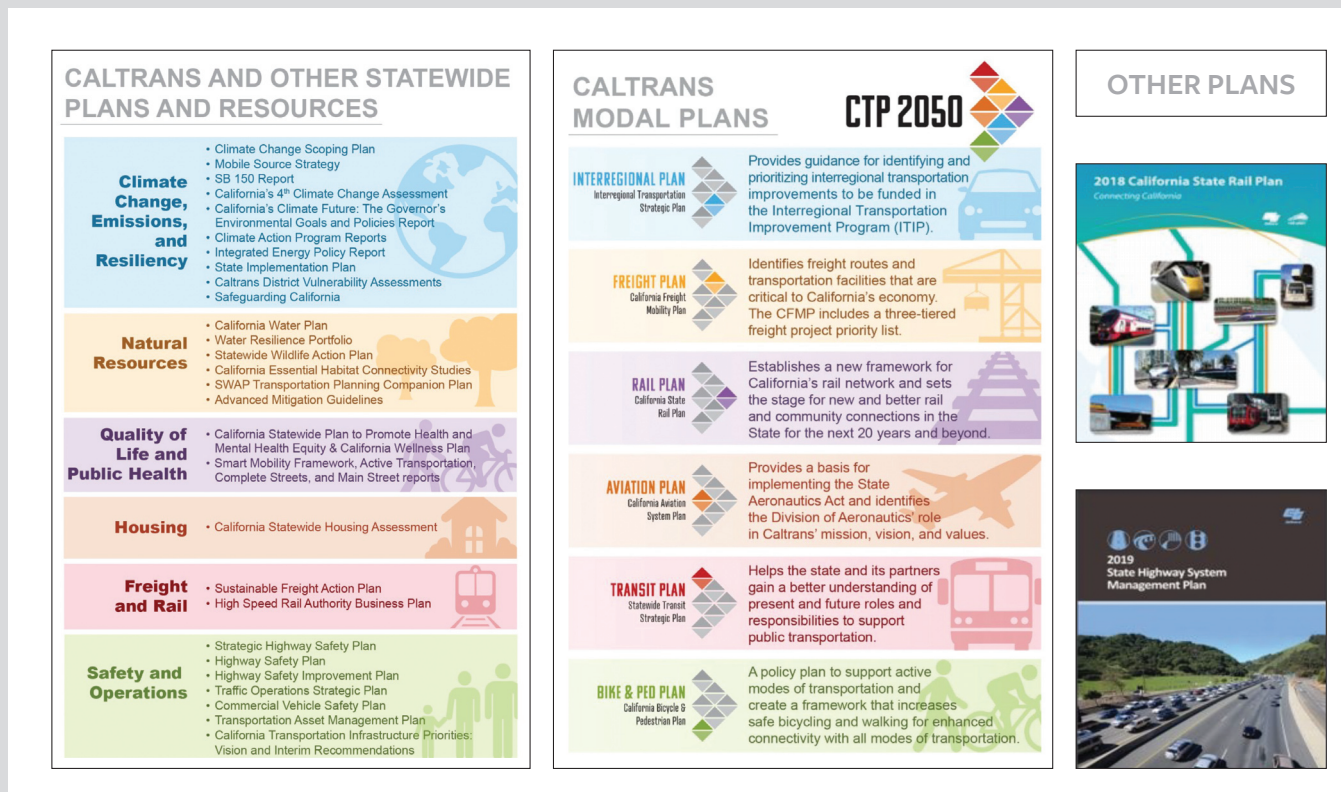 CALTRANS AND OTHER STATEWIDE
PLANS AND RESOURCES
Climate
Change,
Emissions,
and
Resiliency
• Climate Change Scoping Plan
• Mobile Source Strategy
• SB 150 Report
• California's 4th Climate Change Assessment
• California's Climate Future: The Governor's
Environmental Goals and Policies Report
• Climate Action Program Reports
• Integrated Energy Policy Report
• State Implementation Plan
• Caltrans District Vulnerability Assessments
• Safeguarding California
Natural
Resources
• California Water Plan
• Water Resilience Portfolio
• Statewide Wildlife Action Plan
• California Essential Habitat Connectivity Studies
• SWAP Transportation Planning Companion Plan
• Advanced Mitigation Guidelines
Quality of
Life and
Public Health
• California Statewide Plan to Promote Health and
Mental Health Equity & California Wellness Plan
• Smart Mobility Framework, Active Transportation,
Complete Streets, and Main Street reports
Housing
• California Statewide Housing Assessment
Freight
and Rail
• Sustainable Freight Action Plan
• High Speed Rail Authority Business Plan
Safety and
Operations
• Strategic Highway Safety Plan
• Highway Safety Plan
• Highway Safety Improvement Plan
• Traffic Operations Strategic Plan
• Commercial Vehicle Safety Plan
• Transportation Asset Management Plan
• California Transportation Infrastructure Priorities:
Vision and Interim Recommendations
CALTRANS
MODAL PLANS
CTP 2050
INTERREGIONAL PLAN
Interregional Transportation
Strategic Plan
Provides guidance for identifying and
prioritizing interregional transportation
improvements to be funded in
the Interregional Transportation
Improvement Program (ITIP).
FREIGHT PLAN
California Freight
Mobility Plan
Identifies freight routes and
transportation facilities that are
critical to California's economy.
The CFMP includes a three-tiered
freight project priority list.
RAIL PLAN
California State
Rail Plan
Establishes a new framework for
California's rail network and sets
the stage for new and better rail
and community connections in the
State for the next 20 years and beyond.
AVIATION PLAN
California Aviation
System Plan
Provides a basis for
implementing the State
Aeronautics Act and identifies
the Division of Aeronautics' role
in Caltrans' mission, vision, and values.
TRANSIT PLAN
Statewide Transit
Strategic Plan
Helps the state and its partners
gain a better understanding of
present and future roles and
responsibilities to support
public transportation.
BIKE & PED PLAN
California Bicycle &
Pedestrian Plan
A policy plan to support active
modes of transportation and
create a framework that increases
safe bicycling and walking for enhanced
connectivity with all modes of transportation.
OTHER PLANS
2018 California State Rail Plan
Connecting California
2019
State Highway System
Management Plan